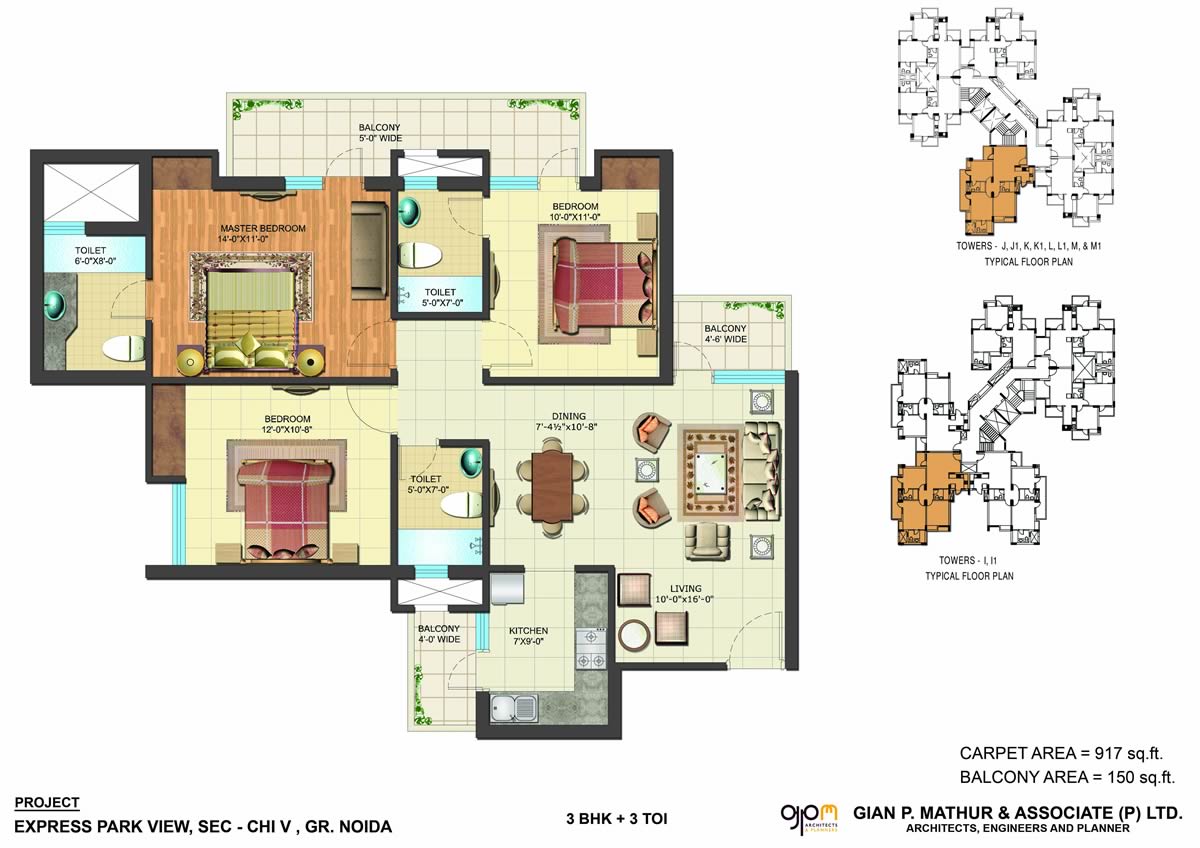 BALCONY
5'-0" WIDE
MASTER BEDROOM
14'-0"X11'-0"
BEDROOM
10'-0"X11'-0"
TOILET
6'-0"X8'-0"
TOILET
5'-0"X7'-0"
BALCONY
4'-6' WIDE
BEDROOM
12'-0"X10'-8"
DINING
7'-4½"x10'-8"
TOILET
5'-0"X7'-0"
LIVING
10'-0"x16'-0"
BALCONY
4'-0' WIDE
KITCHEN
7'X9'-0"
TOWERS - J, J1, K, K1, L, L1, M, & M1
TYPICAL FLOOR PLAN
TOWERS - I, I1
TYPICAL FLOOR PLAN
CARPET AREA = 917 sq.ft.
BALCONY AREA = 150 sq.ft.
PROJECT
EXPRESS PARK VIEW, SEC - CHI V , GR. NOIDA
3 BHK + 3 TOI
gpm
ARCHITECTS
& PLANNERS
GIAN P. MATHUR & ASSOCIATE (P) LTD.
ARCHITECTS, ENGINEERS AND PLANNER